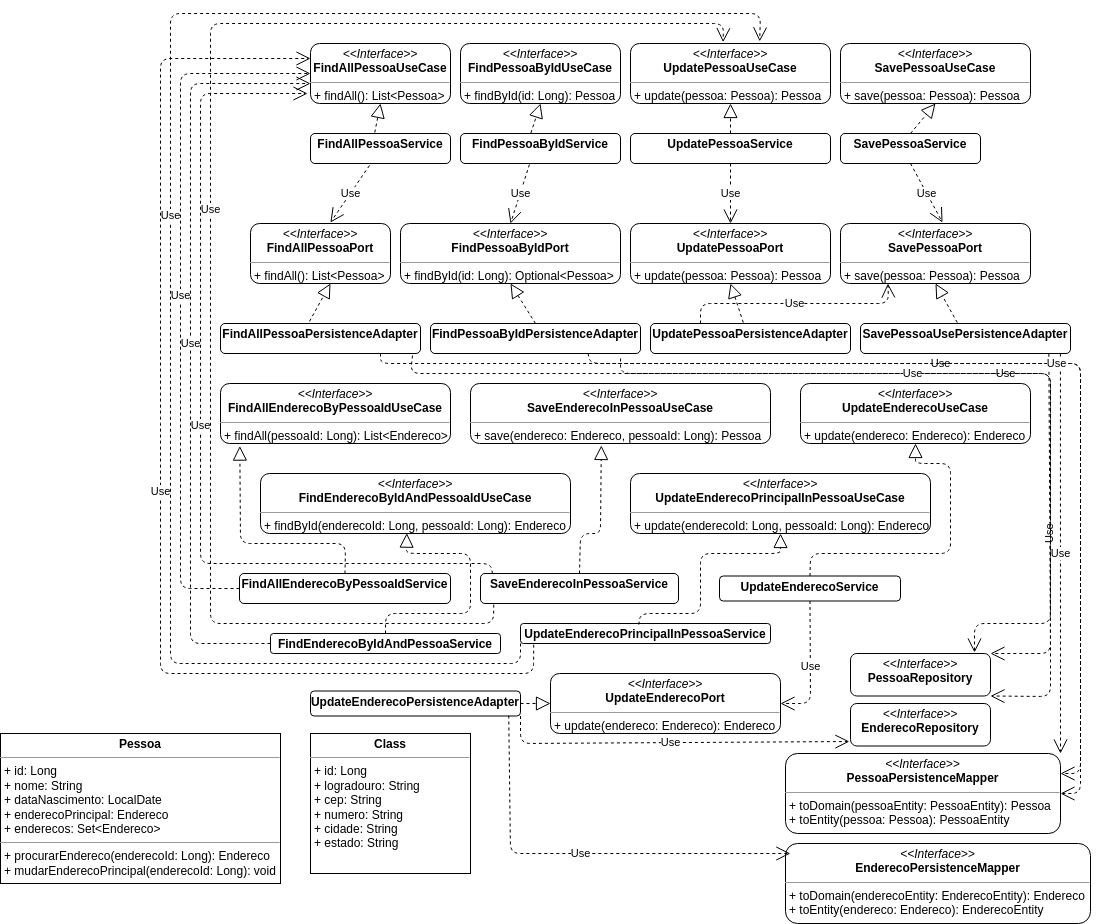 <<Interface>>
FindAllPessoaUseCase
+ findAll(): List<Pessoa>
<<Interface>>
FindPessoaByIdUseCase
+ findById(id: Long): Pessoa
<<Interface>>
UpdatePessoaUseCase
+ update(pessoa: Pessoa): Pessoa
<<Interface>>
SavePessoaUseCase
+ save(pessoa: Pessoa): Pessoa
FindAllPessoaService
FindPessoaByIdService
UpdatePessoaService
SavePessoaService
Use
Use
Use
Use
Use
Use
<<Interface>>
FindAllPessoaPort
+ findAll(): List<Pessoa>
<<Interface>>
FindPessoaByIdPort
+ findById(id: Long): Optional<Pessoa>
<<Interface>>
UpdatePessoaPort
+ update(pessoa: Pessoa): Pessoa
<<Interface>>
SavePessoaPort
+ save(pessoa: Pessoa): Pessoa
Use
Use
FindAllPessoaPersistenceAdapter
FindPessoaByIdPersistenceAdapter
UpdatePessoaPersistenceAdapter
SavePessoaUsePersistenceAdapter
Use
Use
Use
Use
Use
<<Interface>>
FindAllEnderecoByPessoaIdUseCase
+ findAll(pessoaId: Long): List<Endereco>
<<Interface>>
SaveEnderecoInPessoaUseCase
+ save(endereco: Endereco, pessoaId: Long): Pessoa
<<Interface>>
UpdateEnderecoUseCase
+ update(endereco: Endereco): Endereco
Use
Use
<<Interface>>
FindEnderecoByIdAndPessoaIdUseCase
+ findById(enderecoId: Long, pessoaId: Long): Endereco
<<Interface>>
UpdateEnderecoPrincipalInPessoaUseCase
+ update(enderecoId: Long, pessoaId: Long): Endereco
Use
Use
FindAllEnderecoByPessoaIdService
SaveEnderecoInPessoaService
UpdateEnderecoService
FindEnderecoByIdAndPessoaService
UpdateEnderecoPrincipalInPessoaService
Use
<<Interface>>
PessoaRepository
UpdateEnderecoPersistenceAdapter
<<Interface>>
UpdateEnderecoPort
+ update(endereco: Endereco): Endereco
<<Interface>>
EnderecoRepository
Use
Pessoa
+ id: Long
+ nome: String
+ dataNascimento: LocalDate
+ enderecoPrincipal: Endereco
+ enderecos: Set<Endereco>
+ procurarEndereco(enderecoId: Long): Endereco
+ mudarEnderecoPrincipal(enderecoId: Long): void
Class
+ id: Long
+ logradouro: String
+ cep: String
+ numero: String
+ cidade: String
+ estado: String
<<Interface>>
PessoaPersistenceMapper
+ toDomain(pessoaEntity: PessoaEntity): Pessoa
+ toEntity(pessoa: Pessoa): PessoaEntity
Use
<<Interface>>
EnderecoPersistenceMapper
+ toDomain(enderecoEntity: EnderecoEntity): Endereco
+ toEntity(endereco: Endereco): EnderecoEntity